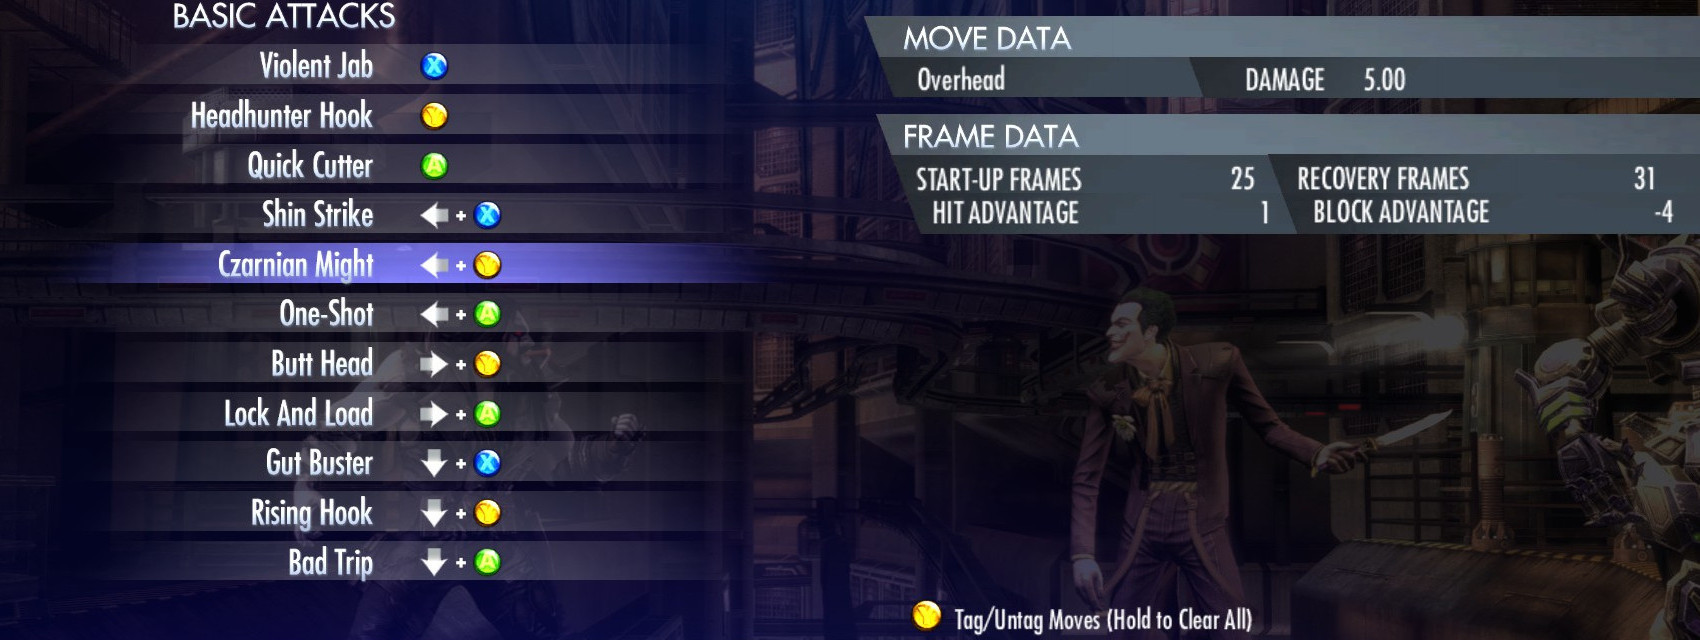 BASIC ATTACKS
Violent Jab X
Headhunter Hook Y
Quick Cutter A
Shin Strike + X
Czarnian Might + Y
One-Shot + A
Butt Head + Y
Lock And Load + A
Gut Buster + X
Rising Hook + Y
Bad Trip + A
MOVE DATA
Overhead DAMAGE 5.00
FRAME DATA
START-UP FRAMES 25 RECOVERY FRAMES 31
HIT ADVANTAGE 1 BLOCK ADVANTAGE -4
Y Tag/Untag Moves (Hold to Clear All)